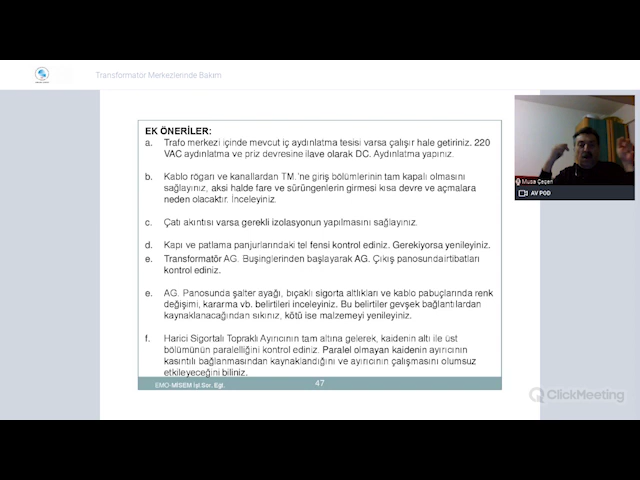 Transformatör Merkezlerinde Bakım
EK ÖNERİLER:
a. Trafo merkezi içinde mevcut iç aydınlatma tesisi varsa çalışır hale getiriniz. 220
VAC aydınlatma ve priz devresine ilave olarak DC. Aydınlatma yapınız.
b. Kablo rögarı ve kanallardan TM.'ne giriş bölümlerinin tam kapalı olmasını
sağlayınız, aksi halde fare ve sürüngenlerin girmesi kısa devre ve açmalara
neden olacaktır. İnceleyiniz.
c. Çatı akıntısı varsa gerekli izolasyonun yapılmasını sağlayınız.
d. Kapı ve patlama panjurlarındaki tel fensi kontrol ediniz. Gerekiyorsa yenileyiniz.
e. Transformatör AG. Buşinglerinden başlayarak AG. Çıkış panosundairtibatları
kontrol ediniz.
e. AG. Panosunda şalter ayağı, bıçaklı sigorta altlıkları ve kablo pabuçlarında renk
değişimi, kararma vb. belirtileri inceleyiniz. Bu belirtiler gevşek bağlantılardan
kaynaklanacağından sıkınız, kötü ise malzemeyi yenileyiniz.
f. Harici Sigortalı Topraklı Ayırıcının tam altına gelerek, kaidenin altı ile üst
bölümünün paralelliğini kontrol ediniz. Paralel olmayan kaidenin ayırıcının
kasıntılı bağlanmasından kaynaklandığını ve ayırıcının çalışmasını olumsuz
etkileyeceğini biliniz.
EMO-MİSEM İşl.Sor. Eği. 47
Musa Çeçen
AV POD
ClickMeeting